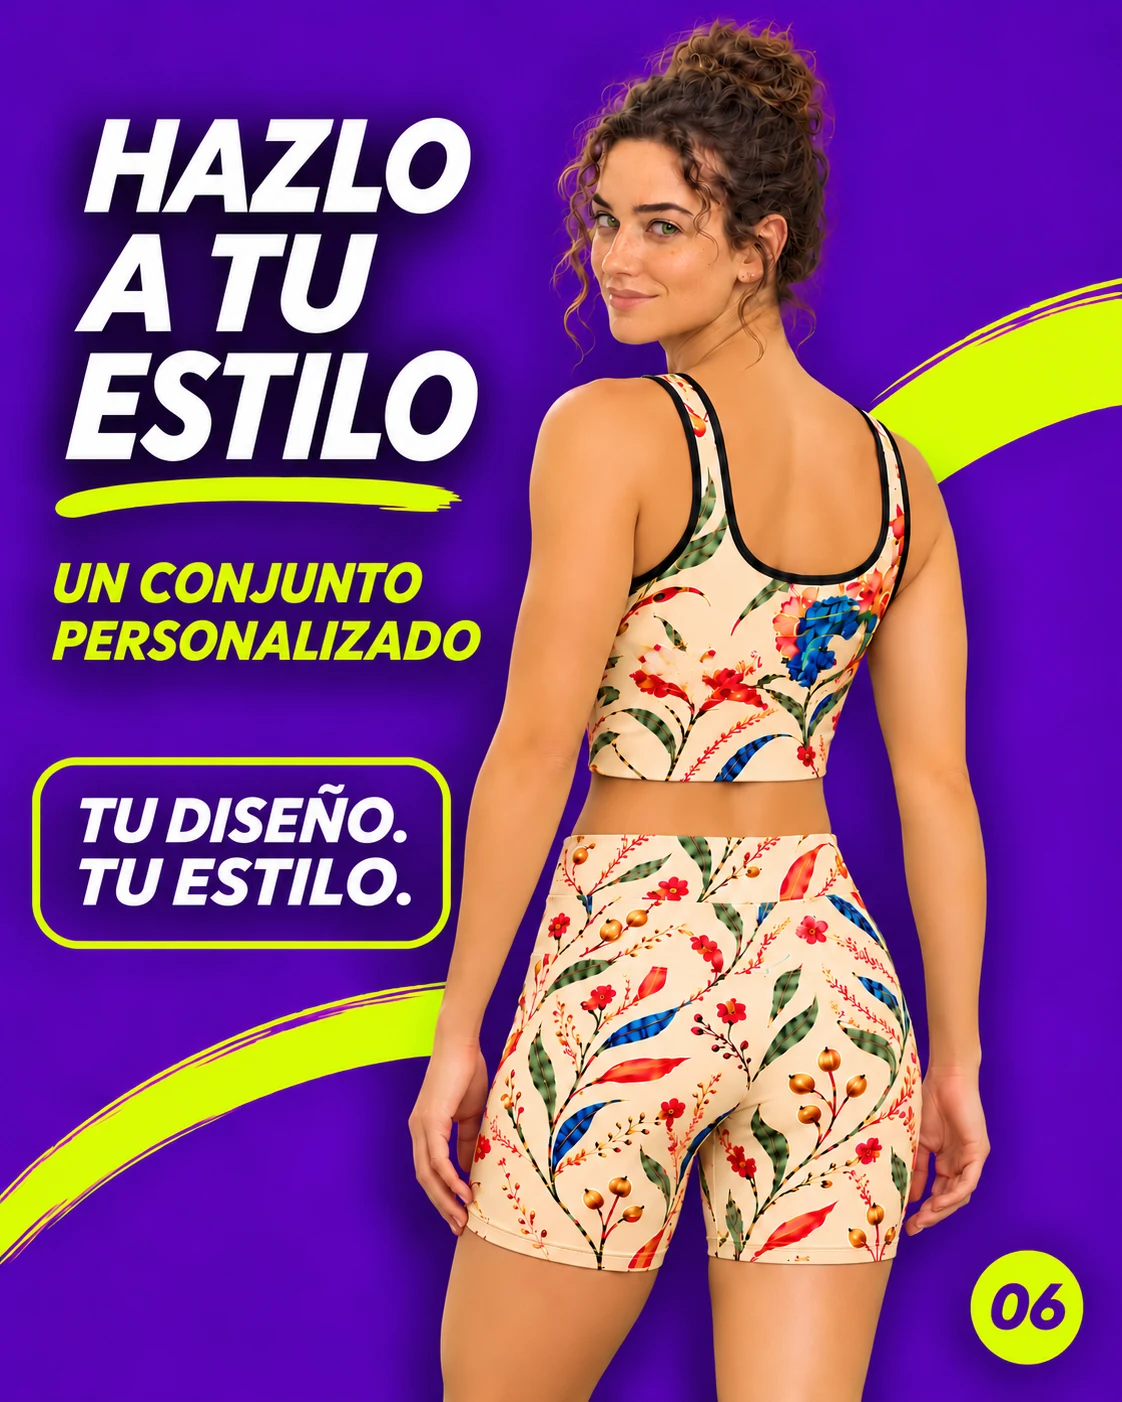 HAZLO
A TU
ESTILO
UN CONJUNTO
PERSONALIZADO
TU DISEÑO.
TU ESTILO.
06